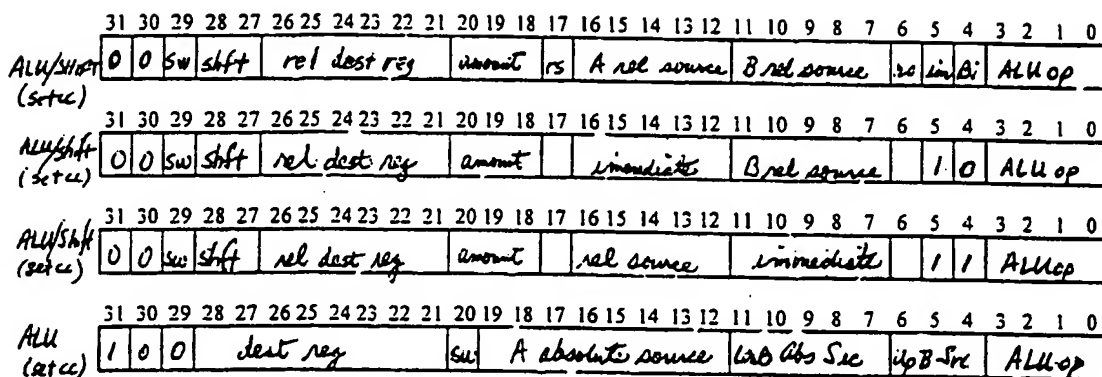 31 30 29 28 27 26 25 24 23 22 21 20 19 18 17 16 15 14 13 12 11 10 9 8 7 6 5 4 3 2 1 0
ALU/Shift 0 0 sw shft rel dest reg amount rs A rel source B rel source im Bi ALU op
(setcc)
31 30 29 28 27 26 25 24 23 22 21 20 19 18 17 16 15 14 13 12 11 10 9 8 7 6 5 4 3 2 1 0
ALU/shft 0 0 sw shft rel dest reg amount immediate B rel source 1 0 ALU op
(setcc)
31 30 29 28 27 26 25 24 23 22 21 20 19 18 17 16 15 14 13 12 11 10 9 8 7 6 5 4 3 2 1 0
ALU/Shft 0 0 sw shft rel dest reg amount rel source immediate 1 1 ALU op
(setcc)
31 30 29 28 27 26 25 24 23 22 21 20 19 18 17 16 15 14 13 12 11 10 9 8 7 6 5 4 3 2 1 0
ALU 1 0 0 dest reg sw A absolute source B Abs Src B-Src ALU-op
(setcc)